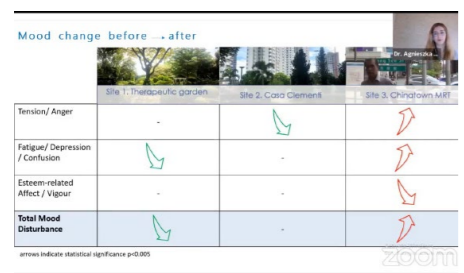 Mood change before → after
Dr. Agnieszka
Site 1. Therapeutic garden
Site 2. Casa Clementi
Site 3. Chinatown MRT
Tension/ Anger
-
Fatigue/ Depression
/ Confusion
-
Esteem-related
Affect / Vigour
-
-
Total Mood
Disturbance
-
arrows indicate statistical significance p<0.005
zoom